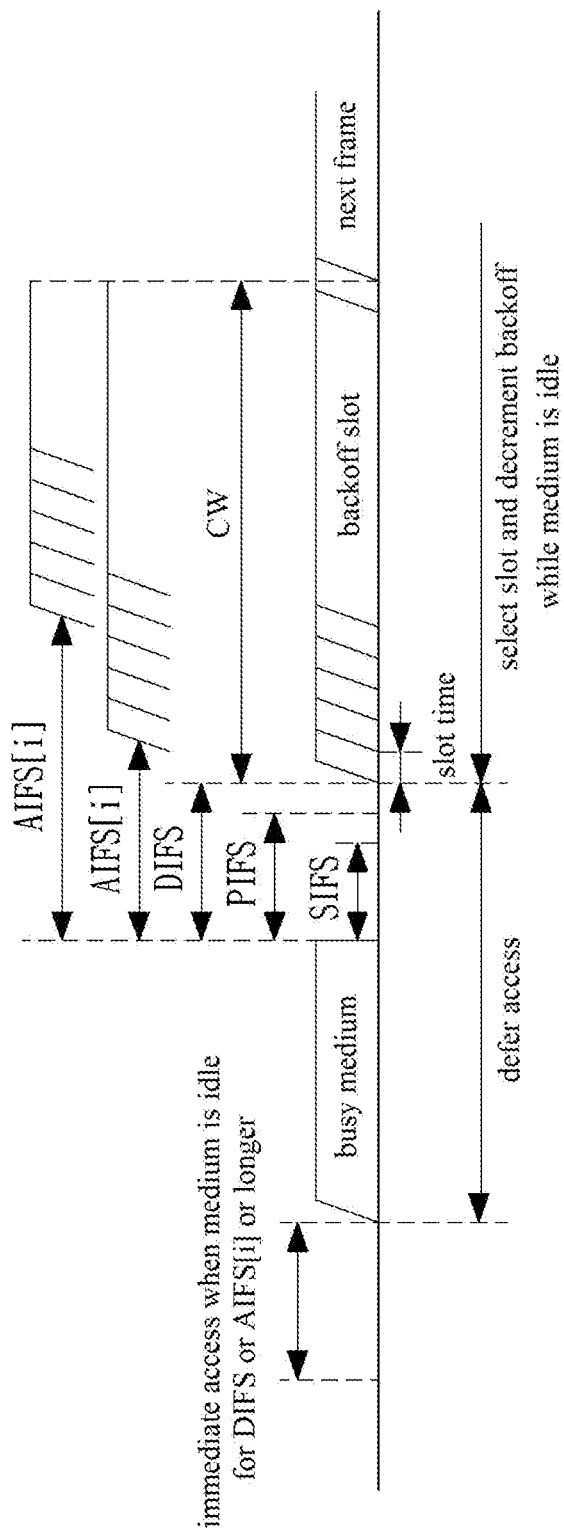 AIFS[i]
AIFS[i]
immediate access when medium is idle
for DIFS or AIFS[i] or longer
DIFS
CW
PIFS
busy medium
SIFS
backoff slot
next frame
slot time
defer access
select slot and decrement backoff
while medium is idle